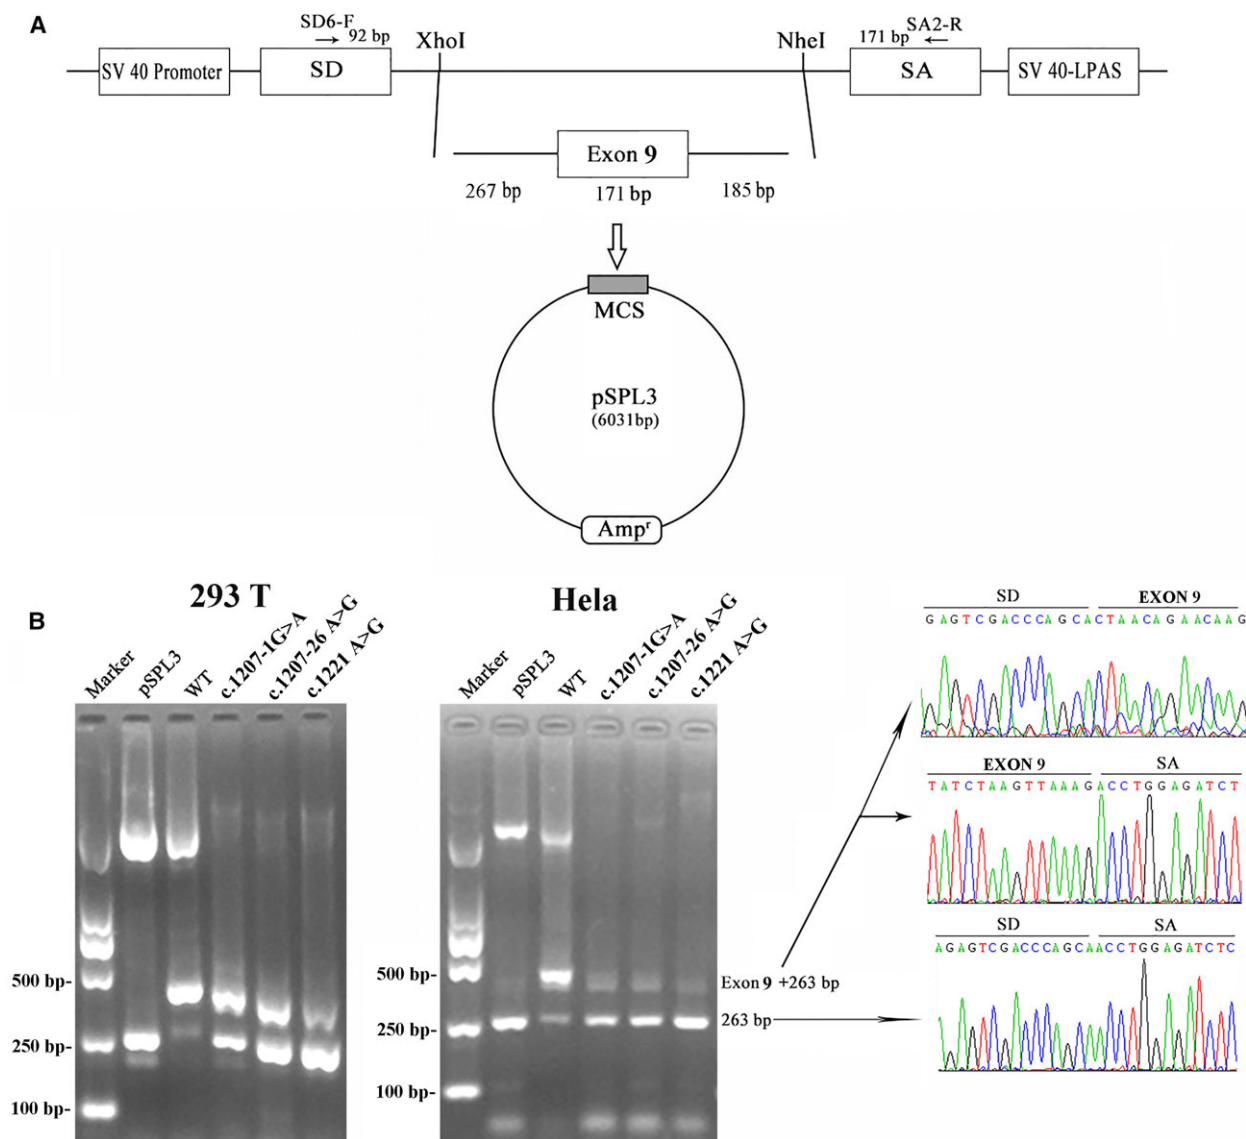 A
SD6-F
92 bp
XhoI
NheI
SA2-R
171 bp
SV 40 Promoter
SD
SA
SV 40-LPAS
Exon 9
267 bp
171 bp
185 bp
MCS
pSPL3
(6031bp)
Ampʳ
B
293 T
Hela
Marker
pSPL3
WT
c.1207-1G>A
c.1207-26 A>G
c.1221 A>G
Marker
pSPL3
WT
c.1207-1G>A
c.1207-26 A>G
c.1221 A>G
500 bp-
250 bp-
100 bp-
500 bp-
250 bp-
100 bp-
Exon 9 +263 bp
263 bp
SD EXON 9
GAGTCGACCCAGCACTAACAGAACAAG
EXON 9 SA
TATCTAAGTTAAAGACCTGGAGATCT
SD SA
AGAGTCGACCCAGCAACCTGGAGATCTC